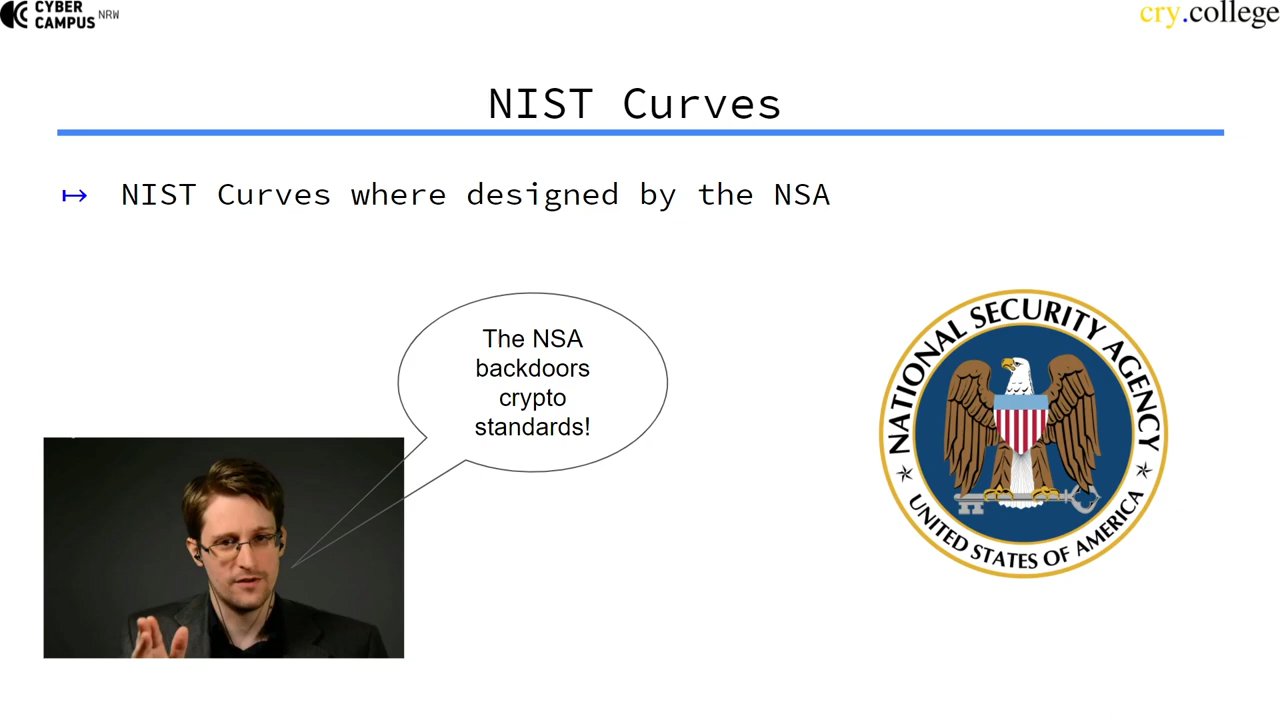 CYBER
CAMPUS NRW
cry.college
NIST Curves
↦ NIST Curves where designed by the NSA
The NSA
backdoors
crypto
standards!
NATIONAL SECURITY AGENCY
UNITED STATES OF AMERICA